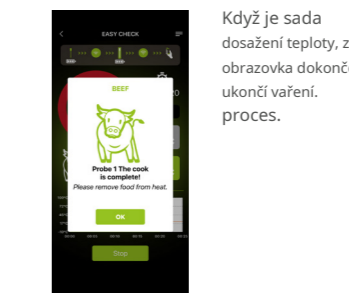 EASY CHECK
BEEF
Probe 1 The cook
is complete!
Please remove food from heat.
OK
Stop
Když je sada
dosažení teploty, z
obrazovka dokonče
ukončí vaření.
proces.